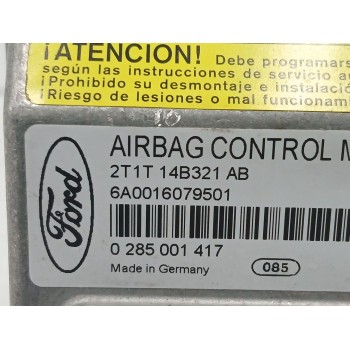 ¡ATENCION! Debe programars
según las instrucciones de servicio au
¡Prohibido su desmontaje e instalació
¡Riesgo de lesiones o mal funcionam
Ford
AIRBAG CONTROL M
2T1T 14B321 AB
6A0016079501
0 285 001 417
Made in Germany
085